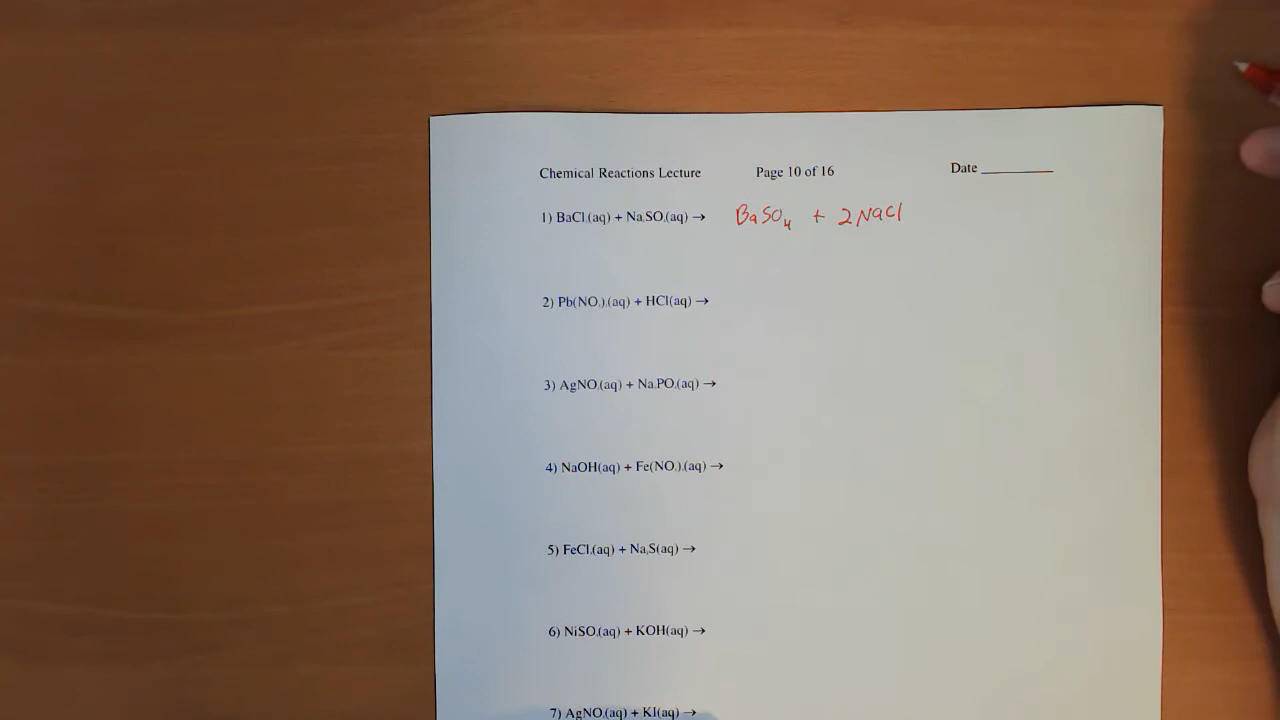 Chemical Reactions Lecture Page 10 of 16 Date ________
1) BaCl₂(aq) + Na₂SO₄(aq) → BaSO₄ + 2NaCl
2) Pb(NO₃)₂(aq) + HCl(aq) →
3) AgNO₃(aq) + Na₃PO₄(aq) →
4) NaOH(aq) + Fe(NO₃)(aq) →
5) FeCl(aq) + Na₂S(aq) →
6) NiSO₄(aq) + KOH(aq) →
7) AgNO₃(aq) + KI(aq) →